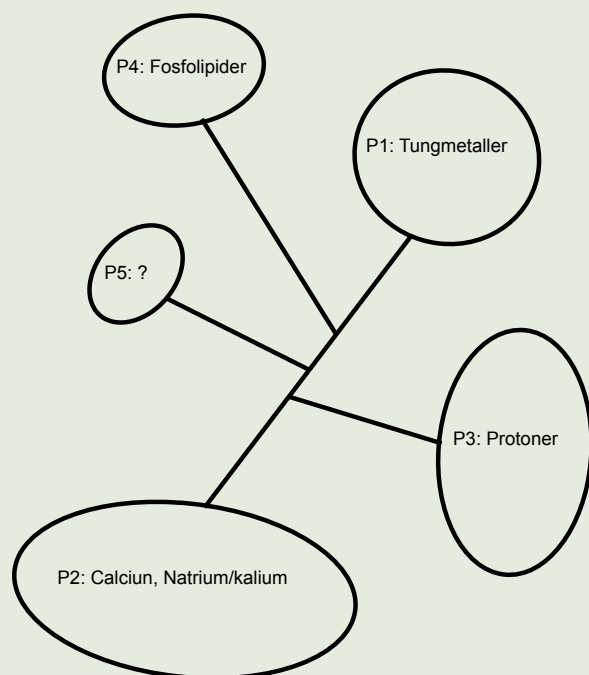 P4: Fosfolipider
P1: Tungmetaller
P5: ?
P3: Protoner
P2: Calciun, Natrium/kalium